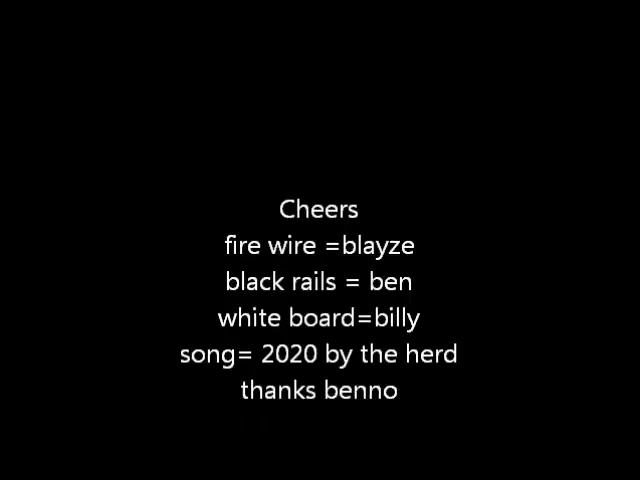 Cheers
fire wire =blayze
black rails = ben
white board=billy
song= 2020 by the herd
thanks benno